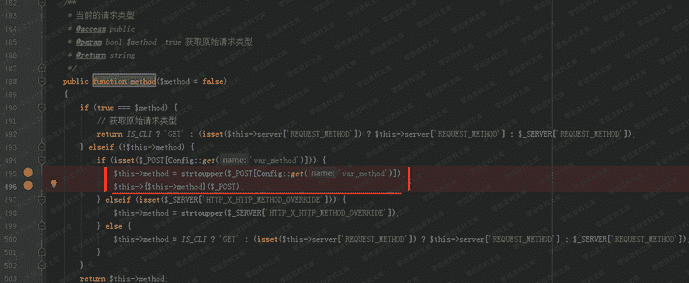 182 /**
183 * 当前的请求类型
184 * @access public
185 * @param bool $method true 获取原始请求类型
186 * @return string
187 */
188 public function method($method = false)
189 {
190 if (true === $method) {
191 // 获取原始请求类型
192 return IS_CLI ? 'GET' : (isset($this->server['REQUEST_METHOD']) ? $this->server['REQUEST_METHOD'] : $_SERVER['REQUEST_METHOD']);
193 } elseif (!$this->method) {
494 if (isset($_POST[Config::get( name: 'var_method')])) {
195 $this->method = strtoupper($_POST[Config::get( name: 'var_method')])
496 $this->{$this->method}($_POST)
197 } elseif (isset($_SERVER['HTTP_X_HTTP_METHOD_OVERRIDE'])) {
198 $this->method = strtoupper($_SERVER['HTTP_X_HTTP_METHOD_OVERRIDE']);
199 } else {
500 $this->method = IS_CLI ? 'GET' : (isset($this->server['REQUEST_METHOD']) ? $this->server['REQUEST_METHOD'] : $_SERVER['REQUEST_METHOD']);
501 }
502 }
503 return $this->method